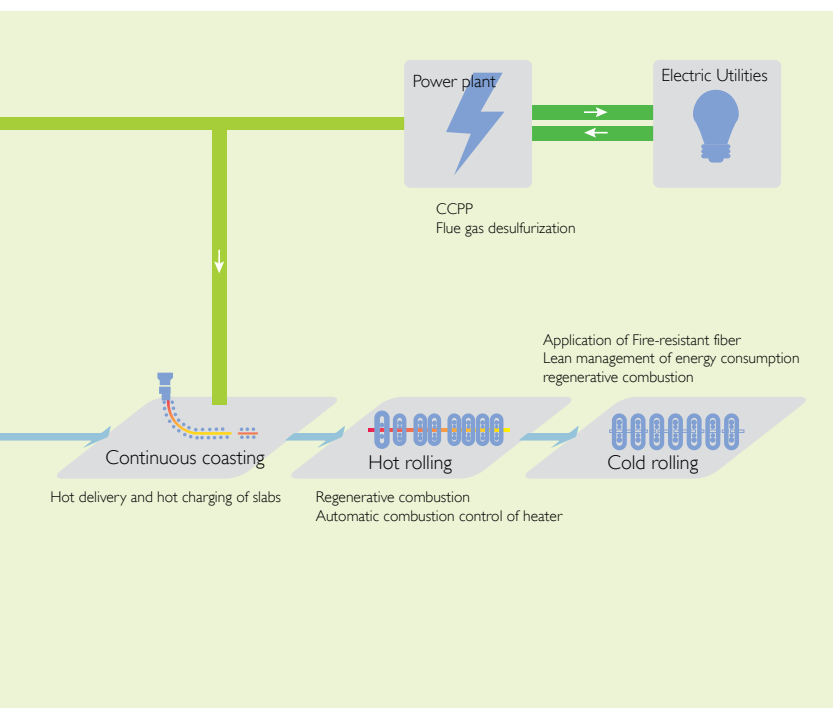 Power plant
Electric Utilities
CCPP
Flue gas desulfurization
Application of Fire-resistant fiber
Lean management of energy consumption
regenerative combustion
Continuous coasting
Hot rolling
Cold rolling
Hot delivery and hot charging of slabs
Regenerative combustion
Automatic combustion control of heater